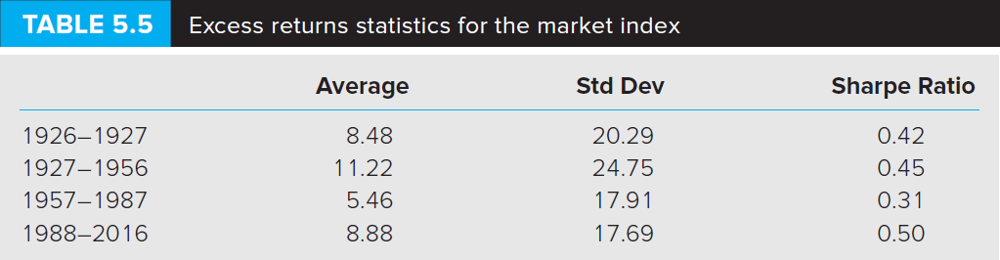 TABLE 5.5 Excess returns statistics for the market index
Average Std Dev Sharpe Ratio
1926–1927 8.48 20.29 0.42
1927–1956 11.22 24.75 0.45
1957–1987 5.46 17.91 0.31
1988–2016 8.88 17.69 0.50